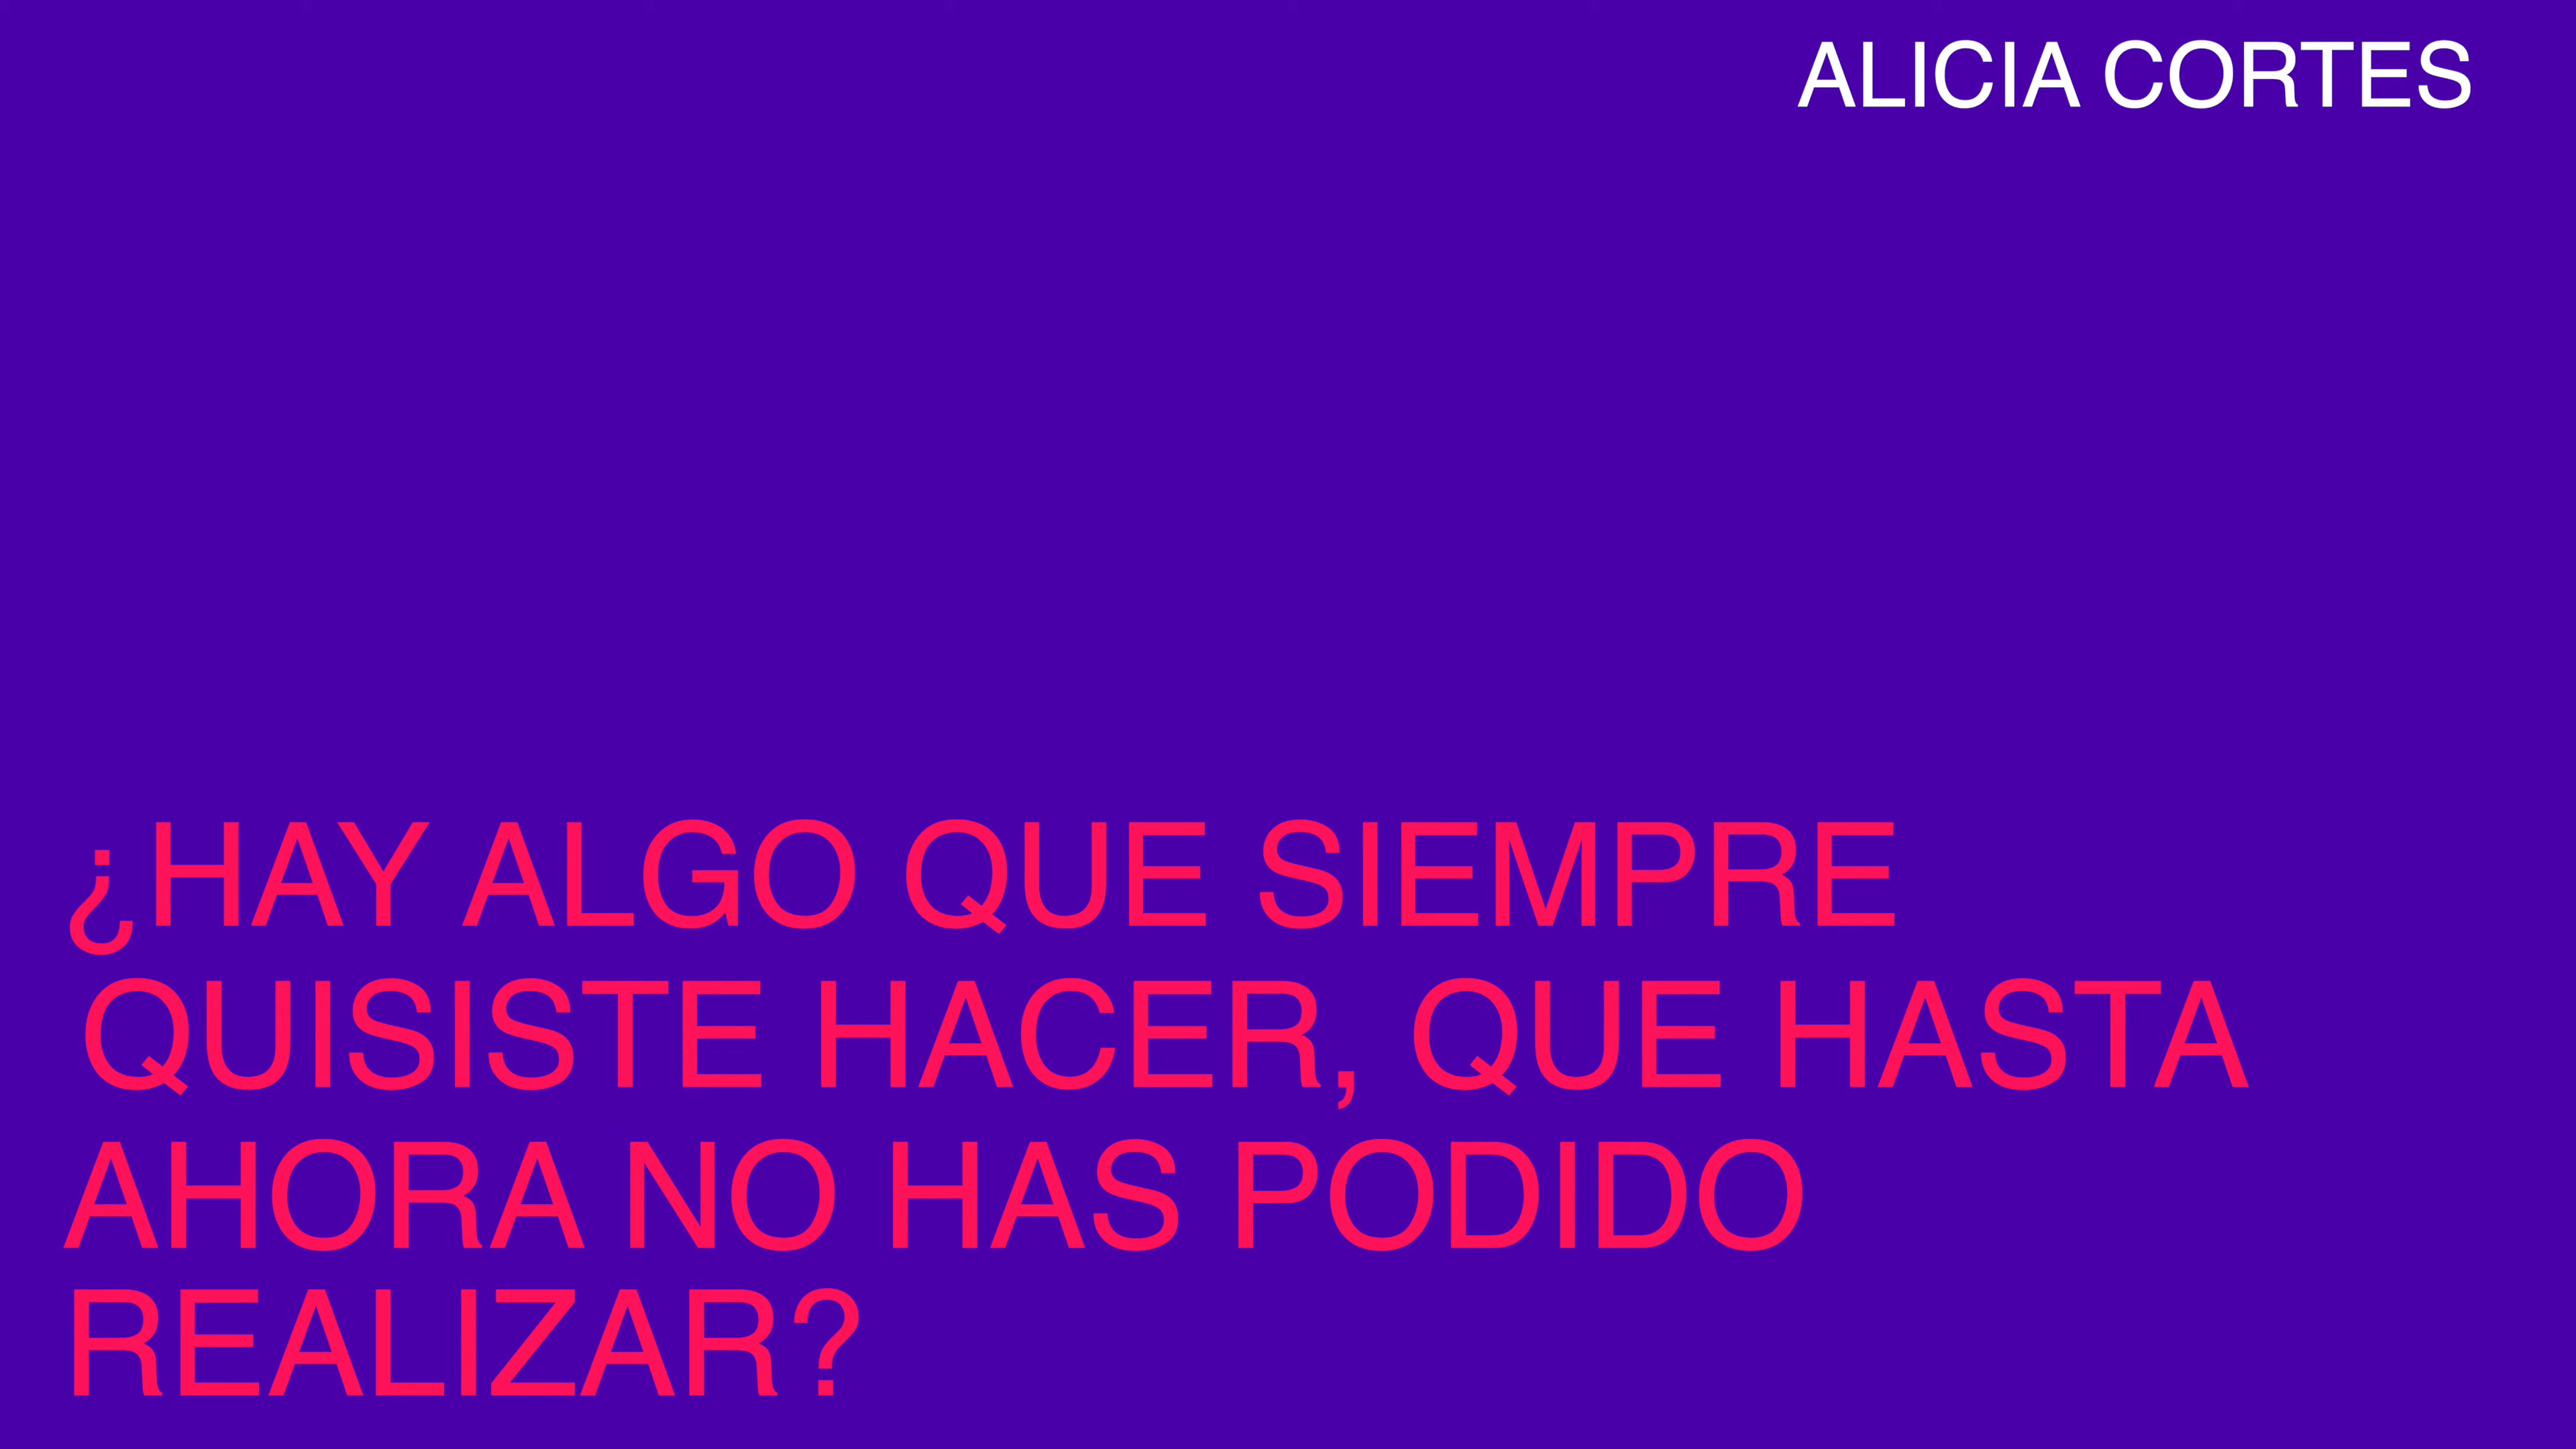 ALICIA CORTES
¿HAY ALGO QUE SIEMPRE
QUISISTE HACER, QUE HASTA
AHORA NO HAS PODIDO
REALIZAR?